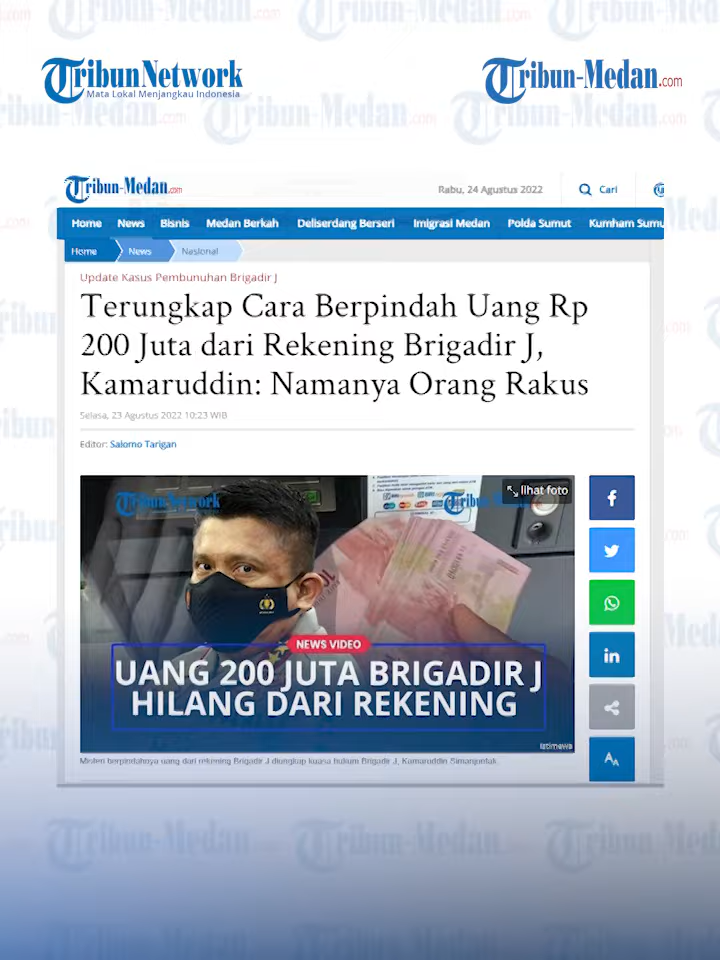 TribunNetwork
Mata Lokal Menjangkau Indonesia
Tribun-Medan.com
Tribun-Medan.com
Rabu, 24 Agustus 2022
Cari
Home News Bisnis Medan Berkah Deliserdang Berseri Imigrasi Medan Polda Sumut Kumham Sumu
Home News Nasional
Update Kasus Pembunuhan Brigadir J
Terungkap Cara Berpindah Uang Rp
200 Juta dari Rekening Brigadir J,
Kamaruddin: Namanya Orang Rakus
Selasa, 23 Agustus 2022 10:23 WIB
Editor: Salomo Tarigan
TribunNetwork
Tribun-Medan
lihat foto
NEWS VIDEO
UANG 200 JUTA BRIGADIR J
HILANG DARI REKENING
Istimewa
Misteri berpindahnya uang dari rekening Brigadir J diungkap kuasa hukum Brigadir J, Kamaruddin Simanjuntak.